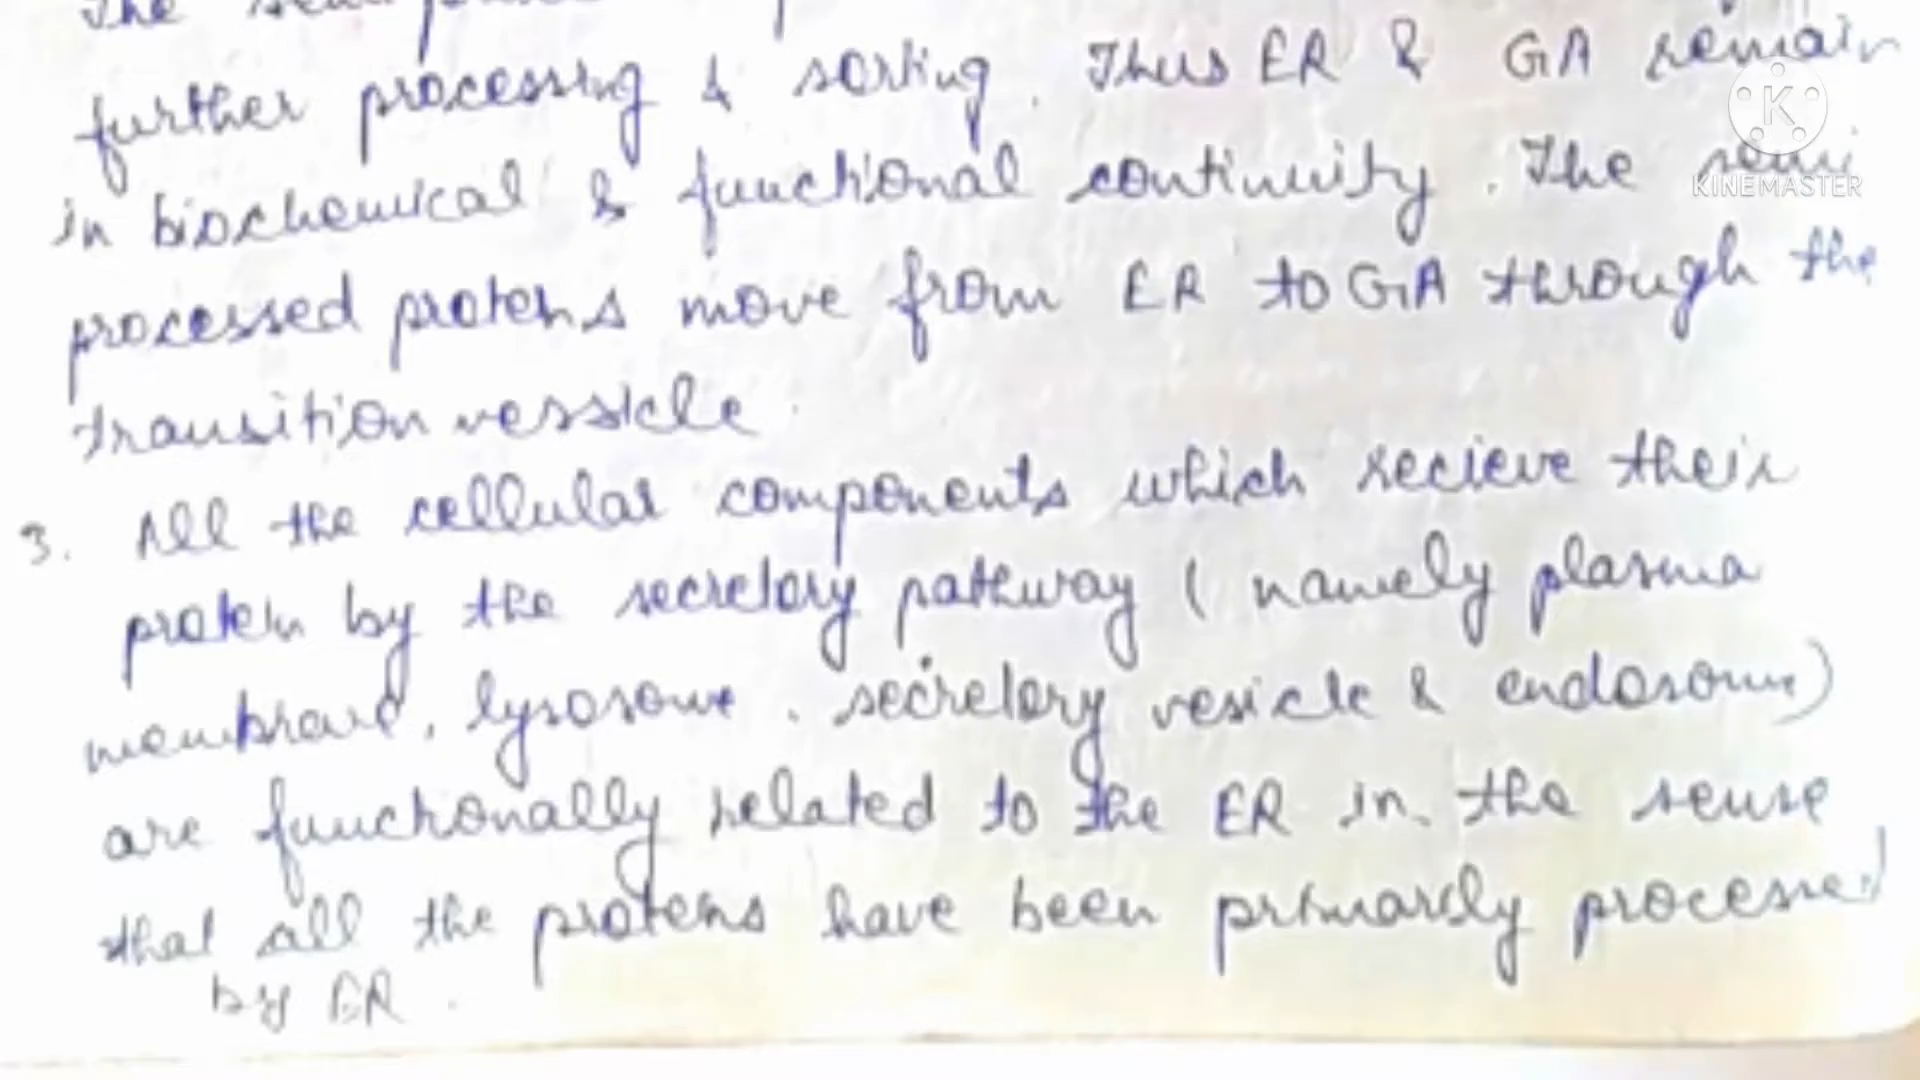 The
further processing & sorting. Thus ER & GA remain
in biochemical & functional continuity. The semi
processed proteins move from ER to GA through the
transition vessicle.
3. All the cellular components which recieve their
protein by the secretory pathway ( namely plasma
membrane, lysosome, secretory vesicle & endosome)
are functionally related to the ER in the sense
that all the proteins have been primarily processed
by ER.
K
KINEMASTER